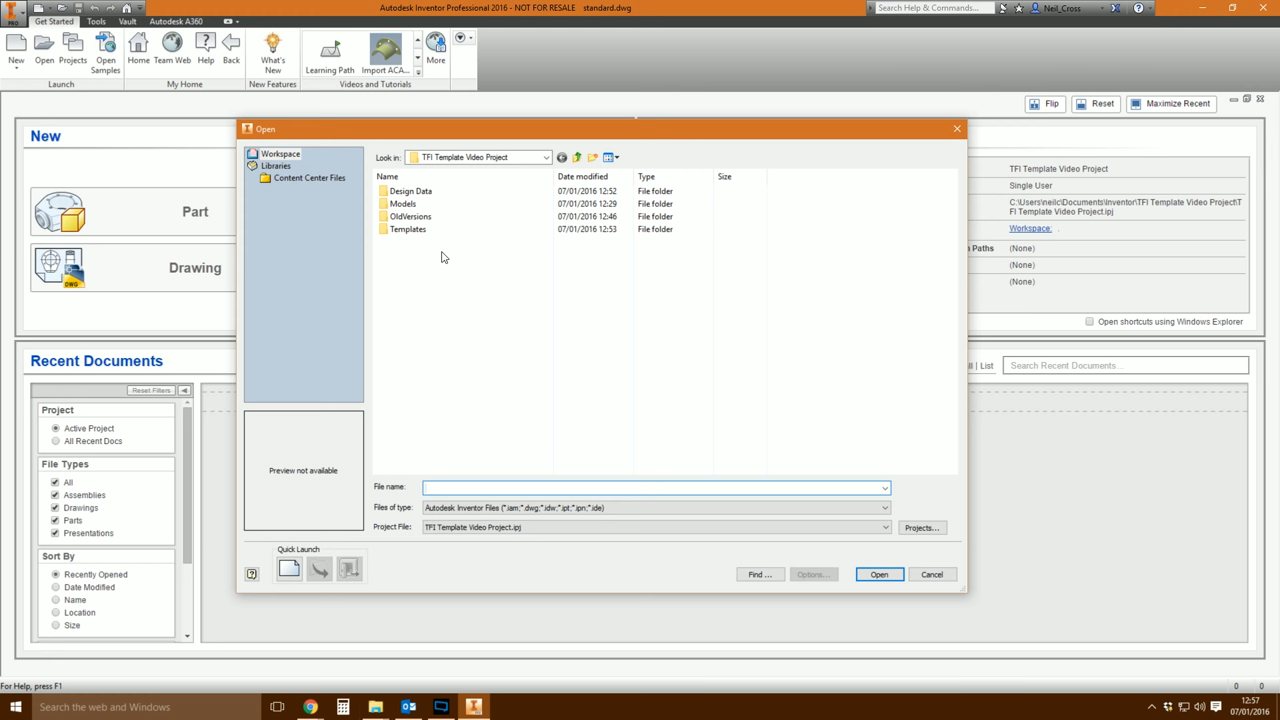 Autodesk Inventor Professional 2016 - NOT FOR RESALE standard.dwg
Search Help & Commands...
Neil_Cross
PRO
Get Started Tools Vault Autodesk A360
New Open Projects Open Samples Home Team Web Help Back What's New Learning Path Import ACA... More
Launch My Home New Features Videos and Tutorials
Flip Reset Maximize Recent
New
Part
Drawing
DWG
Open
Workspace
Libraries
Content Center Files
Look in: TFI Template Video Project
Name Date modified Type Size
Design Data 07/01/2016 12:52 File folder
Models 07/01/2016 12:29 File folder
OldVersions 07/01/2016 12:46 File folder
Templates 07/01/2016 12:53 File folder
Preview not available
File name:
Files of type: Autodesk Inventor Files (*.iam;*.dwg;*.idw;*.ipt;*.ipn;*.ide)
Project File: TFI Template Video Project.ipj Projects...
Quick Launch
Find ... Options... Open Cancel
TFI Template Video Project
Single User
C:\Users\neilc\Documents\Inventor\TFI Template Video Project\T
FI Template Video Project.ipj
Workspace: .
Paths (None)
(None)
(None)
Open shortcuts using Windows Explorer
Recent Documents
List
Search Recent Documents...
Reset Filters
Project
Active Project
All Recent Docs
File Types
All
Assemblies
Drawings
Parts
Presentations
Sort By
Recently Opened
Date Modified
Name
Location
Size
For Help, press F1
0 0
Search the web and Windows
12:57
07/01/2016